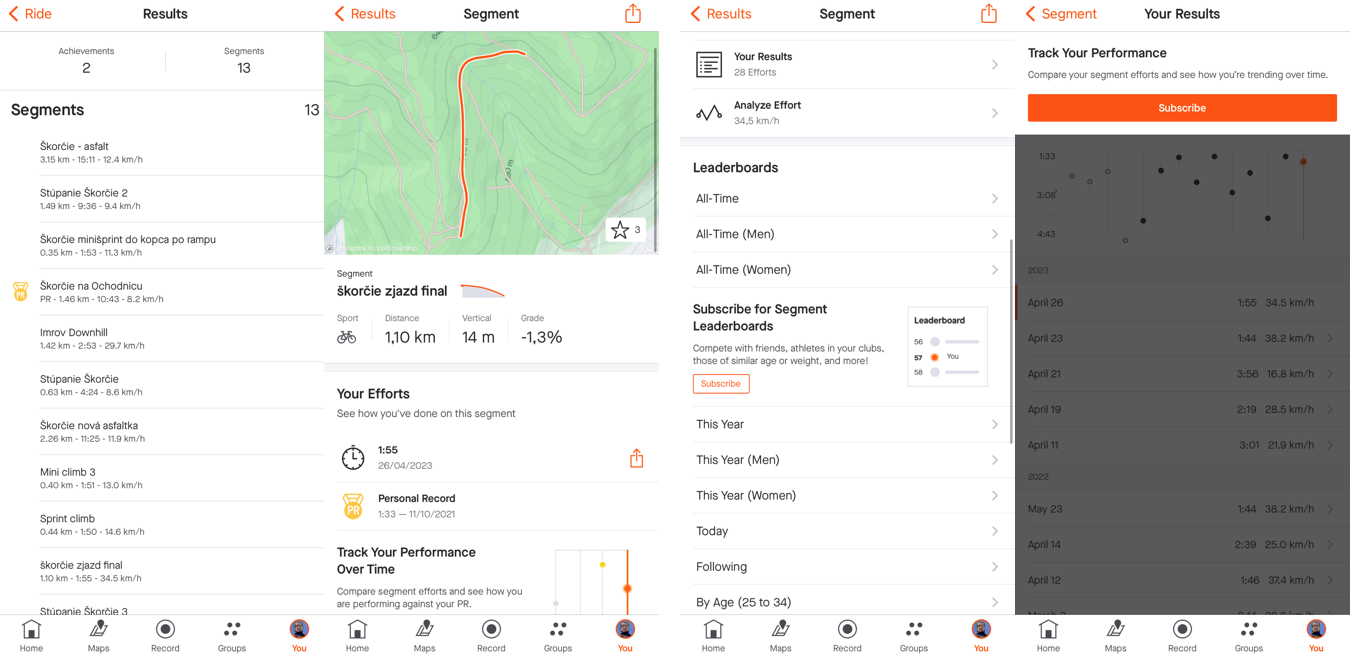 Ride
Results
Achievements
2
Segments
13
Segments
13
Škorčie - asfalt
3.15 km - 15:11 - 12.4 km/h
Stúpanie Škorčie 2
1.49 km - 9:36 - 9.4 km/h
Škorčie minišprint do kopca po rampu
0.35 km - 1:53 - 11.3 km/h
Škorčie na Ochodnicu
PR - 1.46 km - 10:43 - 8.2 km/h
Imrov Downhill
1.42 km - 2:53 - 29.7 km/h
Stúpanie Škorčie
0.63 km - 4:24 - 8.6 km/h
Škorčie nová asfaltka
2.26 km - 11:25 - 11.9 km/h
Mini climb 3
0.40 km - 1:51 - 13.0 km/h
Sprint climb
0.44 km - 1:50 - 14.6 km/h
škorčie zjazd final
1.10 km - 1:55 - 34.5 km/h
Stúpanie Škorčie 3
Home
Maps
Record
Groups
You
Results
Segment
3
Segment
škorčie zjazd final
Sport
Distance
1,10 km
Vertical
14 m
Grade
-1,3%
Your Efforts
See how you've done on this segment
1:55
26/04/2023
PR
Personal Record
1:33 — 11/10/2021
Track Your Performance
Over Time
Compare segment efforts and see how you
are performing against your PR.
Home
Maps
Record
Groups
You
Results
Segment
Your Results
28 Efforts
Analyze Effort
34,5 km/h
Leaderboards
All-Time
All-Time (Men)
All-Time (Women)
Subscribe for Segment
Leaderboards
Compete with friends, athletes in your clubs,
those of similar age or weight, and more!
Subscribe
Leaderboard
56
57
You
58
This Year
This Year (Men)
This Year (Women)
Today
Following
By Age (25 to 34)
Home
Maps
Record
Groups
You
Segment
Your Results
Track Your Performance
Compare your segment efforts and see how you're trending over time.
Subscribe
1:33
3:08
4:43
2023
April 26
1:55 34.5 km/h
April 23
1:44 38.2 km/h
April 21
3:56 16.8 km/h
April 19
2:19 28.5 km/h
April 11
3:01 21.9 km/h
2022
May 23
1:44 38.2 km/h
April 14
2:39 25.0 km/h
April 12
1:46 37.4 km/h
Home
Maps
Record
Groups
You